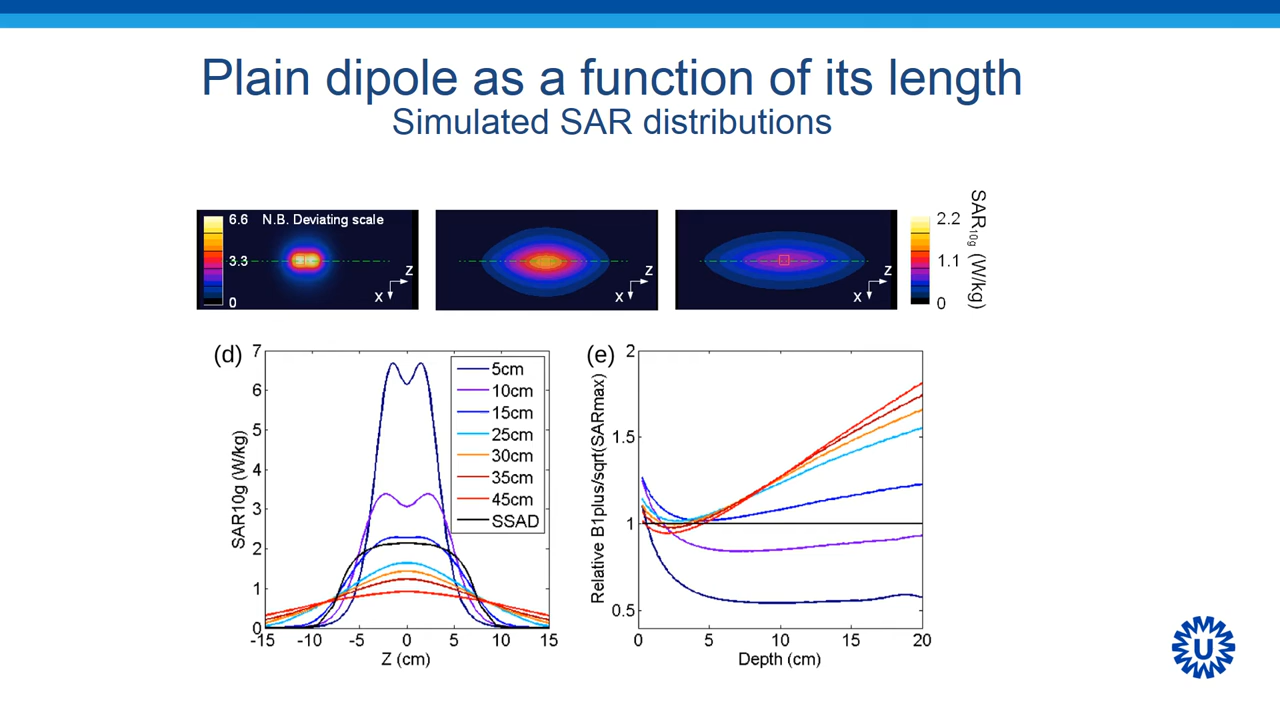 Plain dipole as a function of its length
Simulated SAR distributions
6.6 N.B. Deviating scale
3.3
0
z
x
z
x
z
x
2.2
1.1
0
SAR10g (W/kg)
(d)
7
6
5
4
3
2
1
0
-15 -10 -5 0 5 10 15
Z (cm)
SAR10g (W/kg)
5cm
10cm
15cm
25cm
30cm
35cm
45cm
SSAD
(e)
2
1.5
1
0.5
0 5 10 15 20
Depth (cm)
Relative B1plus/sqrt(SARmax)
U